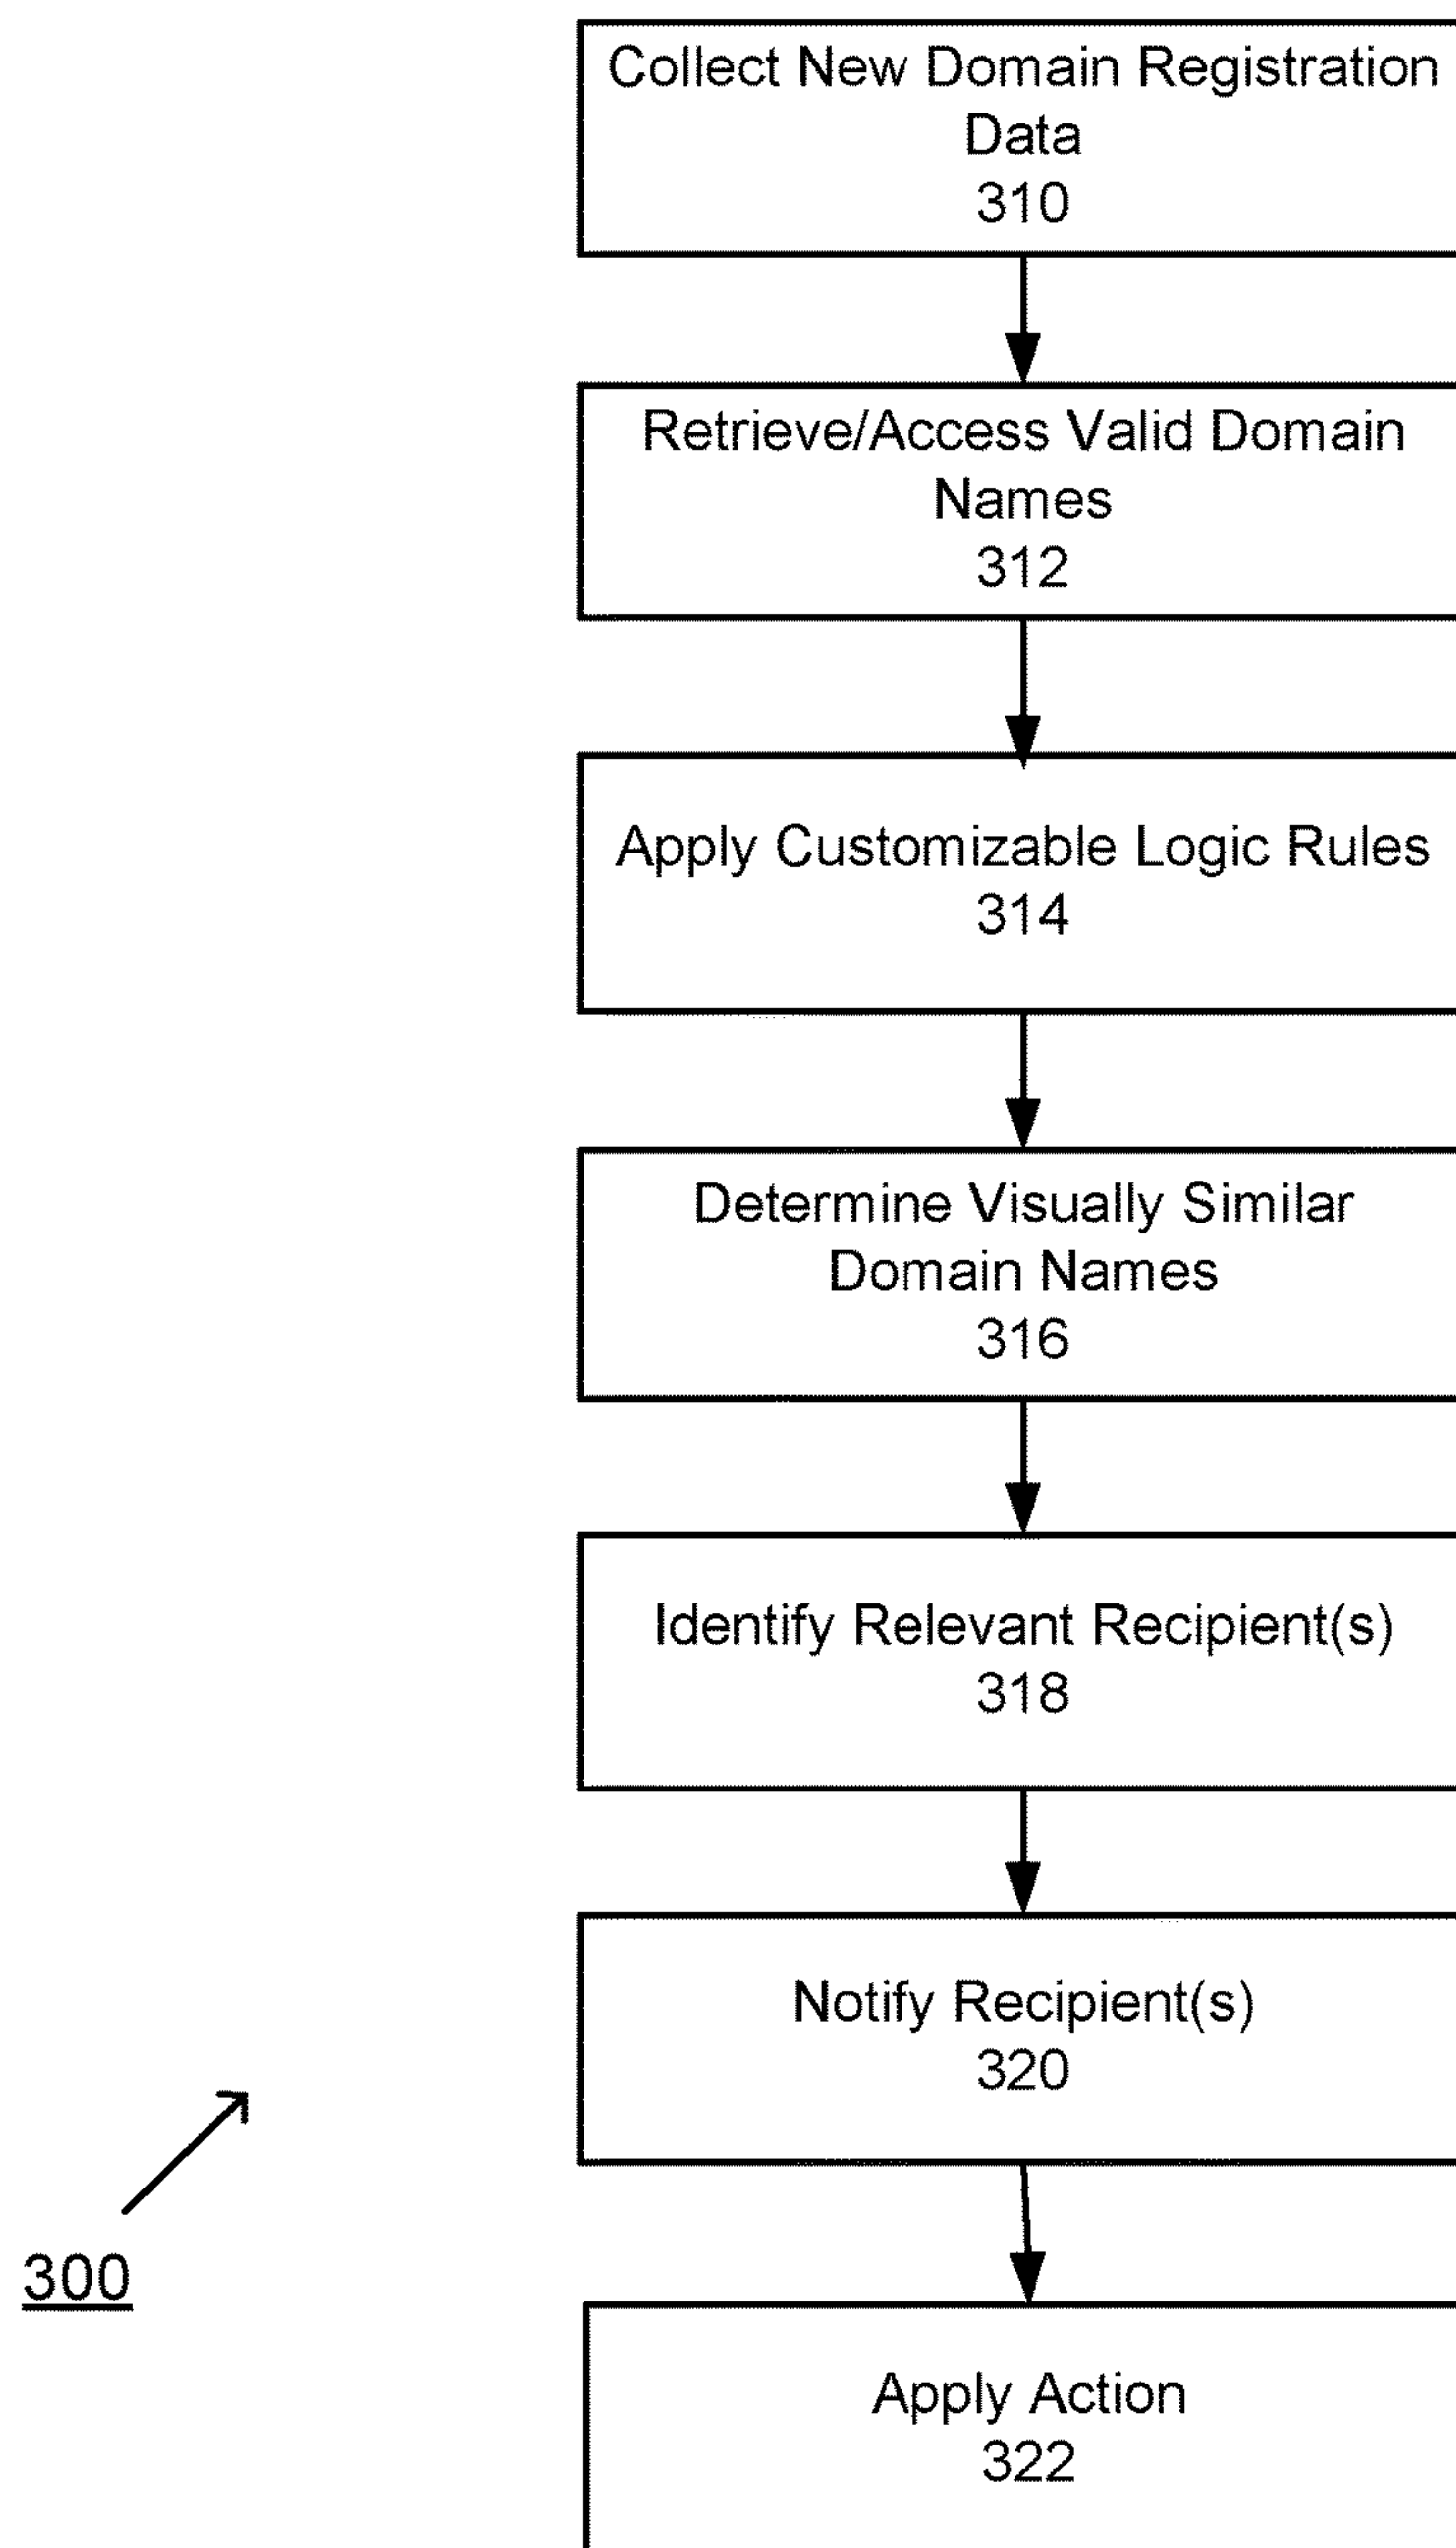 Collect New Domain Registration
Data
310
Retrieve/Access Valid Domain
Names
312
Apply Customizable Logic Rules
314
Determine Visually Similar
Domain Names
316
Identify Relevant Recipient(s)
318
Notify Recipient(s)
320
300
Apply Action
322